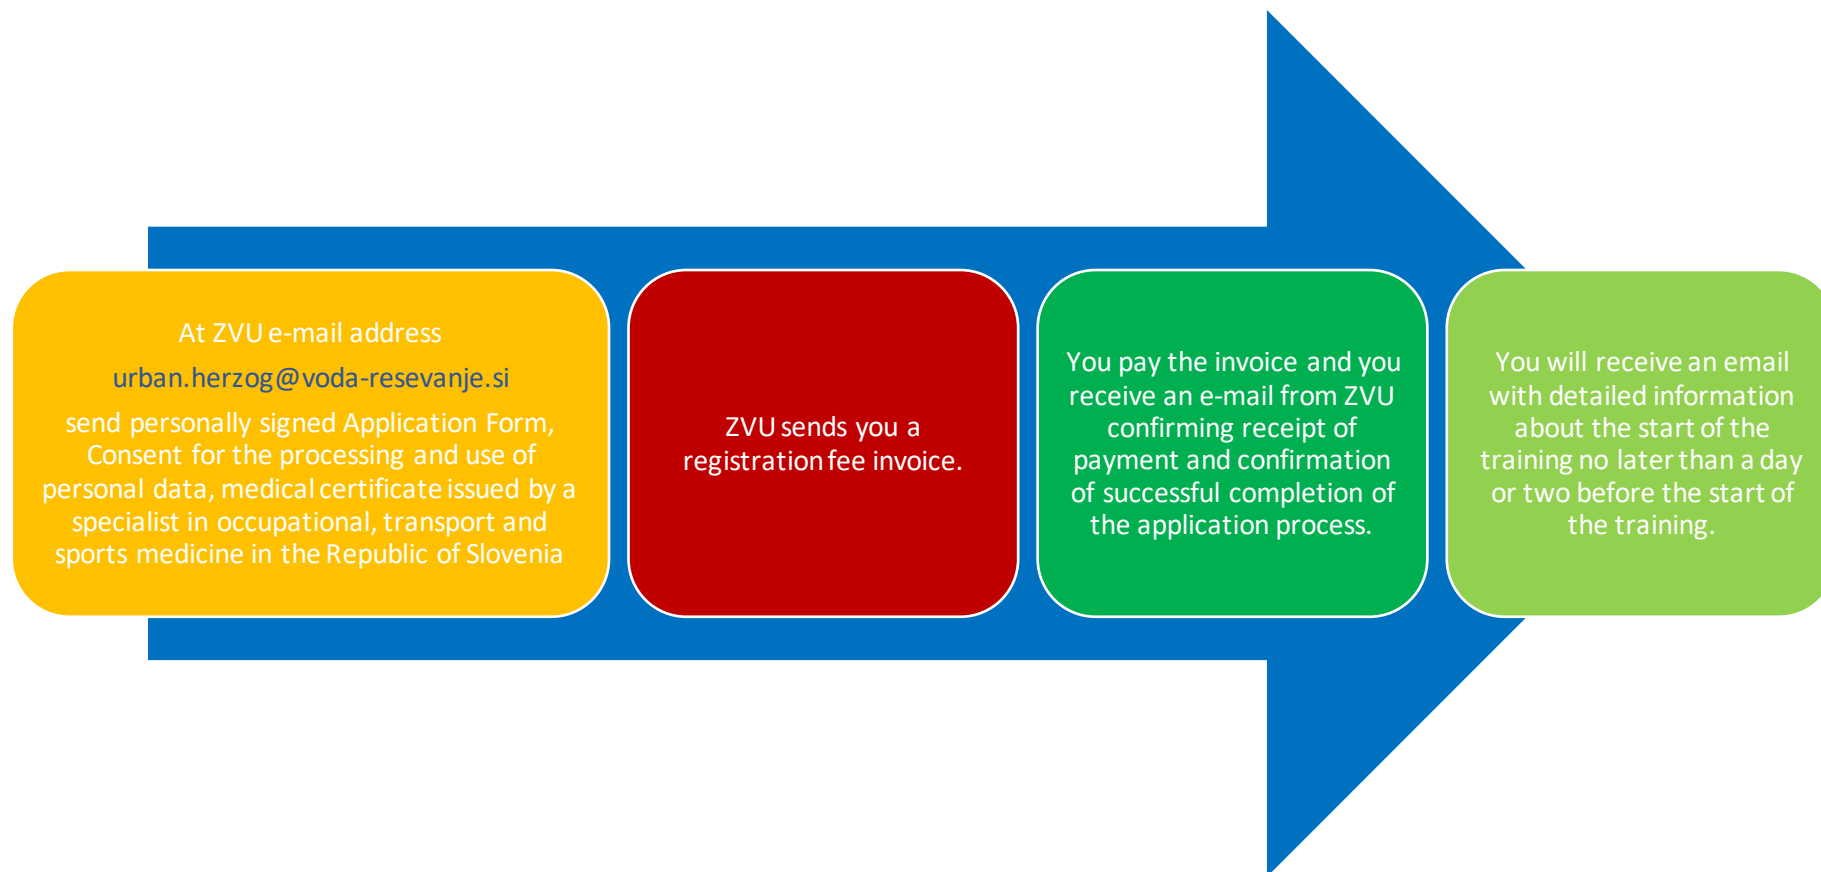 At ZVU e-mail address
urban.herzog@voda-resevanje.si
send personally signed Application Form,
Consent for the processing and use of
personal data, medical certificate issued by a
specialist in occupational, transport and
sports medicine in the Republic of Slovenia
ZVU sends you a
registration fee invoice.
You pay the invoice and you
receive an e-mail from ZVU
confirming receipt of
payment and confirmation
of successful completion of
the application process.
You will receive an email
with detailed information
about the start of the
training no later than a day
or two before the start of
the training.